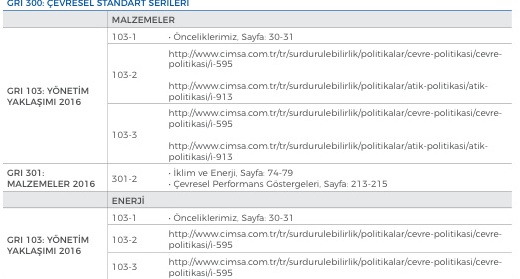 GRI 300: ÇEVRESEL STANDART SERİLERİ
MALZEMELER
GRI 103: YÖNETİM
YAKLAŞIMI 2016
103-1
• Önceliklerimiz, Sayfa: 30-31
103-2
http://www.cimsa.com.tr/tr/surdurulebilirlik/politikalar/cevre-politikasi/cevre-
politikasi/i-595
http://www.cimsa.com.tr/tr/surdurulebilirlik/politikalar/atik-politikasi/atik-
politikasi/i-913
103-3
http://www.cimsa.com.tr/tr/surdurulebilirlik/politikalar/cevre-politikasi/cevre-
politikasi/i-595
http://www.cimsa.com.tr/tr/surdurulebilirlik/politikalar/atik-politikasi/atik-
politikasi/i-913
GRI 301:
MALZEMELER 2016
301-2
• İklim ve Enerji, Sayfa: 74-79
• Çevresel Performans Göstergeleri, Sayfa: 213-215
ENERJİ
GRI 103: YÖNETİM
YAKLAŞIMI 2016
103-1
• Önceliklerimiz, Sayfa: 30-31
103-2
http://www.cimsa.com.tr/tr/surdurulebilirlik/politikalar/cevre-politikasi/cevre-
politikasi/i-595
103-3
http://www.cimsa.com.tr/tr/surdurulebilirlik/politikalar/cevre-politikasi/cevre-
politikasi/i-595